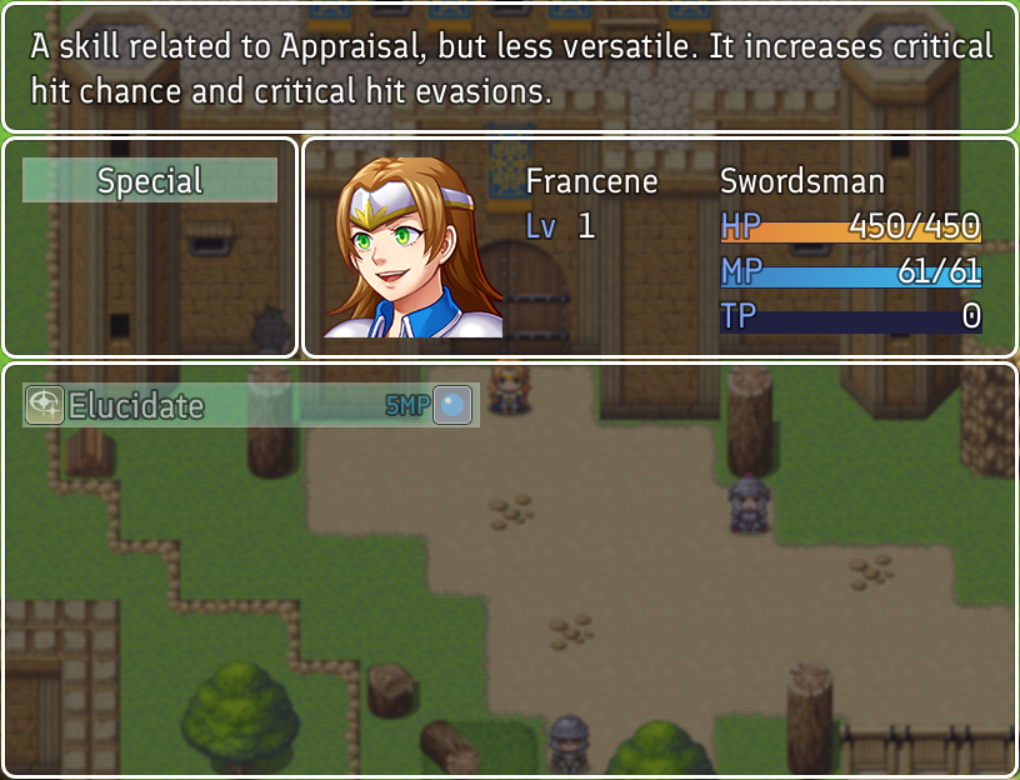 A skill related to Appraisal, but less versatile. It increases critical
hit chance and critical hit evasions.
Special
Francene Swordsman
Lv 1 HP 450/450
MP 61/61
TP 0
Elucidate 5MP